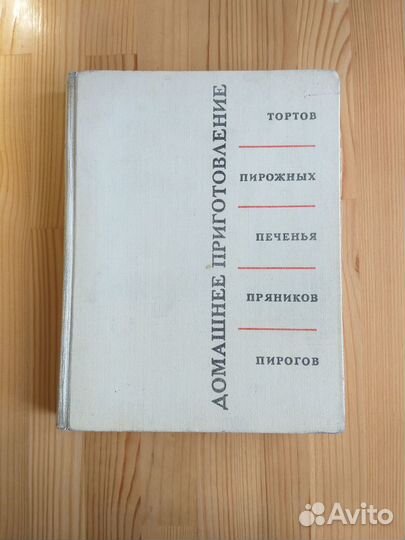 ДОМАШНЕЕ ПРИГОТОВЛЕНИЕ
ТОРТОВ
ПИРОЖНЫХ
ПЕЧЕНЬЯ
ПРЯНИКОВ
ПИРОГОВ
Avito